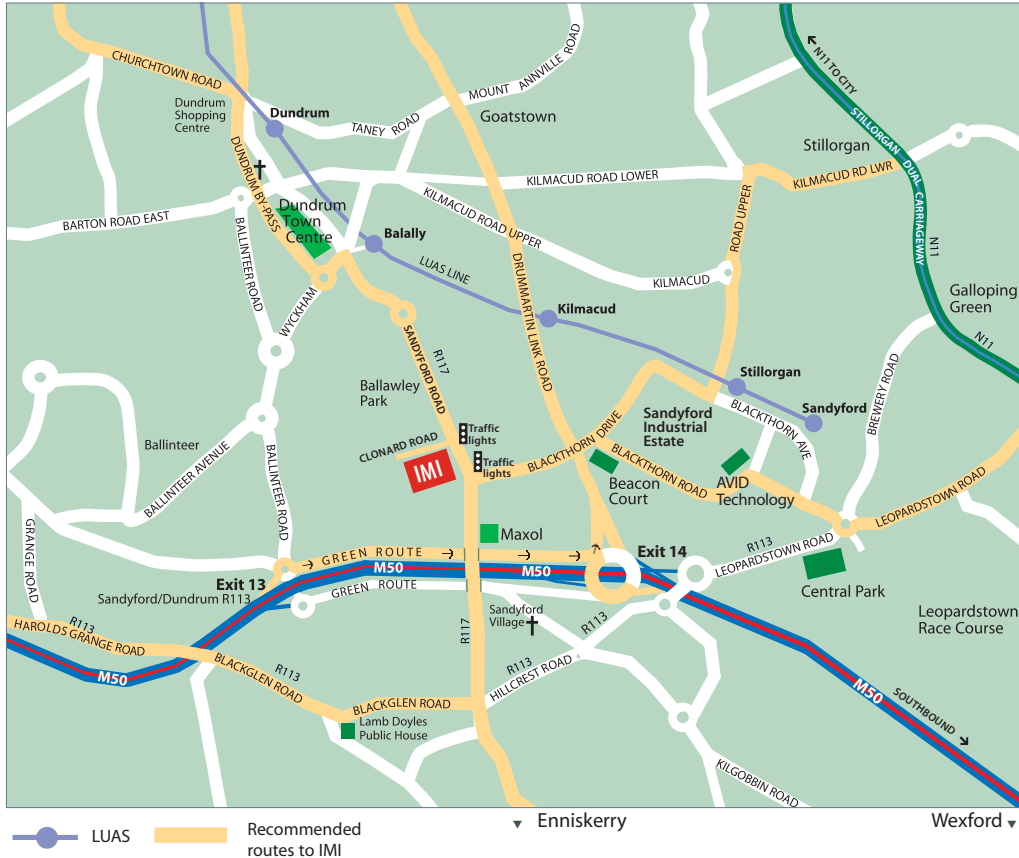 CHURCHTOWN ROAD
MOUNT ANNVILLE ROAD
N11 TO CITY
Dundrum
Shopping
Centre
Dundrum
TANEY ROAD
Goatstown
STILLORGAN DUAL CARRIAGEWAY
Stillorgan
DUNDRUM BY-PASS
KILMACUD ROAD LOWER
KILMACUD RD LWR
BARTON ROAD EAST
Dundrum
Town
Centre
KILMACUD ROAD UPPER
ROAD UPPER
BALLINTEER ROAD
Balally
LUAS LINE
DRUMMARTIN LINK ROAD
KILMACUD
N11
WYCKHAM
Kilmacud
Galloping
Green
N11
SANDYFORD ROAD
R117
Ballawley
Park
Stillorgan
BREWERY ROAD
Sandyford
BLACKTHORN AVE
Sandyford
Industrial
Estate
Ballinteer
CLONARD ROAD
Traffic
lights
BLACKTHORN DRIVE
IMI
Traffic
lights
BALLINTEER AVENUE
BALLINTEER ROAD
Beacon
Court
BLACKTHORN ROAD
AVID
Technology
LEOPARDSTOWN ROAD
GRANGE ROAD
Maxol
GREEN ROUTE
Exit 14
R113
LEOPARDSTOWN ROAD
Exit 13
Sandyford/Dundrum R113
M50
M50
GREEN ROUTE
Central Park
Sandyford
Village
R113
Leopardstown
Race Course
R113
HAROLDS GRANGE ROAD
R117
M50
BLACKGLEN ROAD
R113
R113
HILLCREST ROAD
M50
SOUTHBOUND
BLACKGLEN ROAD
Lamb Doyles
Public House
KILGOBBIN ROAD
LUAS
Recommended
routes to IMI
Enniskerry
Wexford